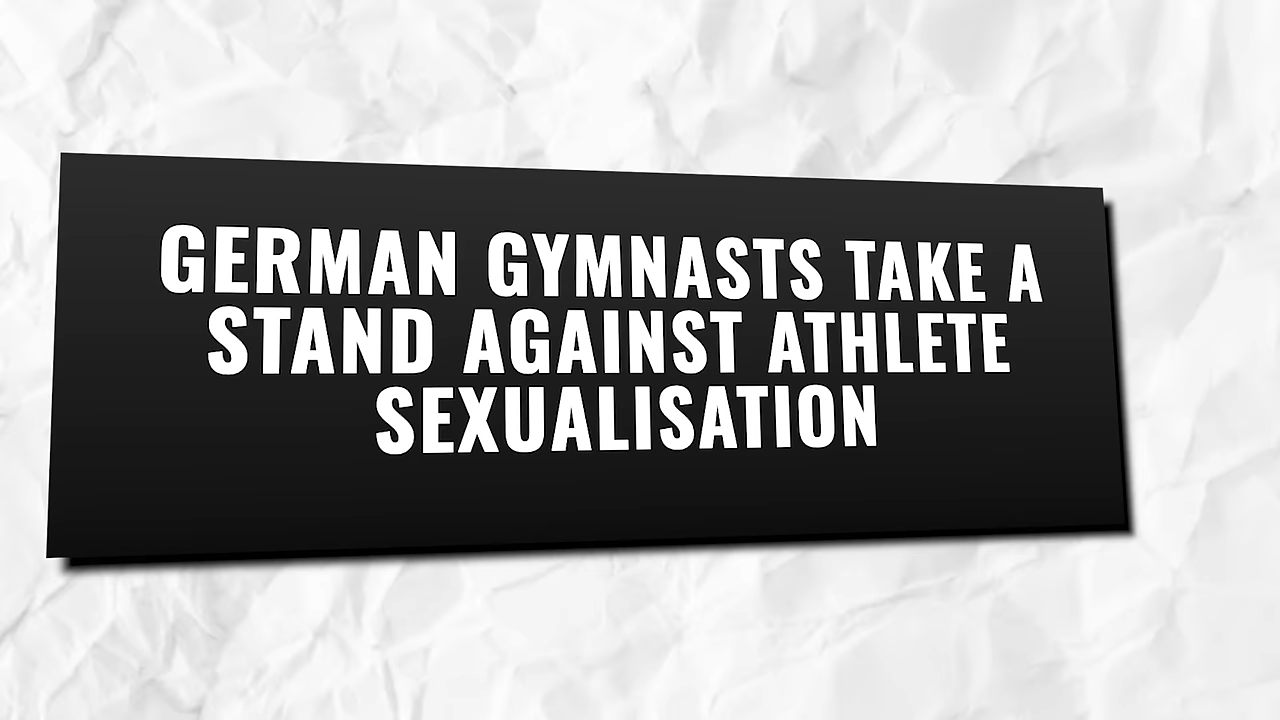 GERMAN GYMNASTS TAKE A
STAND AGAINST ATHLETE
SEXUALISATION